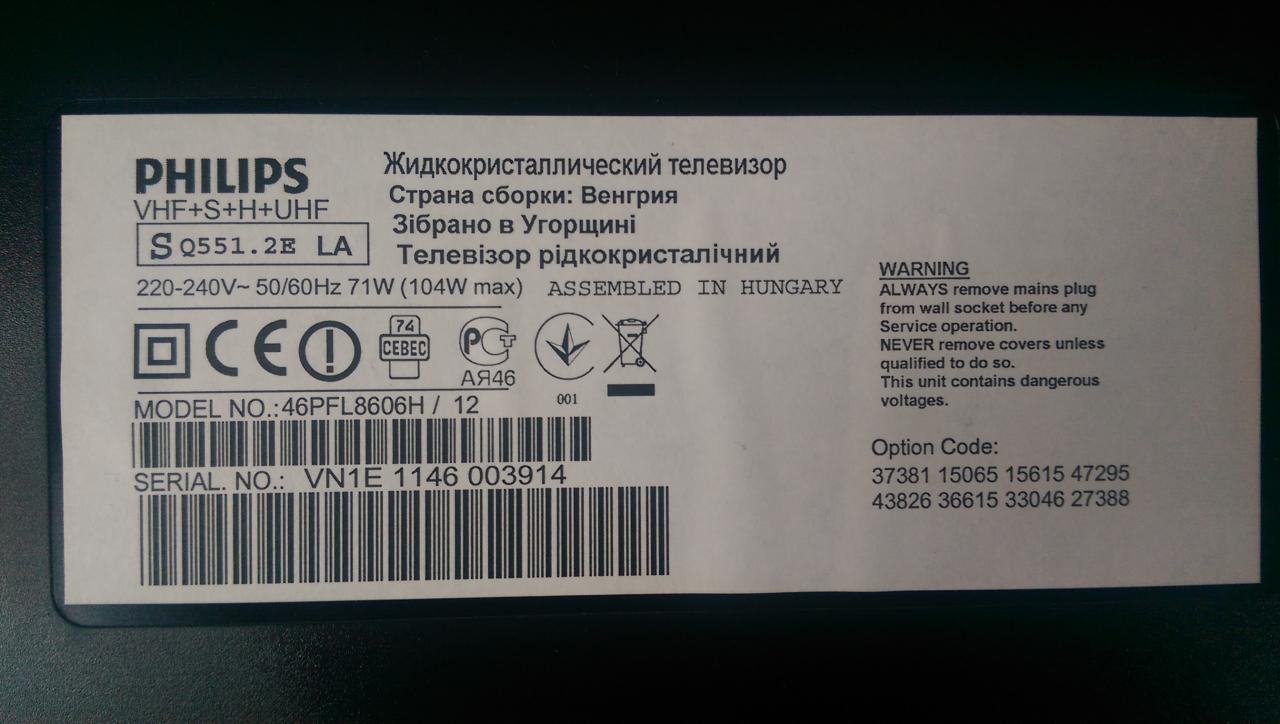 PHILIPS
VHF+S+H+UHF
S Q551.2E LA
Жидкокристаллический телевизор
Страна сборки: Венгрия
Зібрано в Угорщині
Телевізор рідкокристалічний
220-240V~ 50/60Hz 71W (104W max) ASSEMBLED IN HUNGARY
CE
74
CEBEC
РСТ
АЯ46
001
MODEL NO.:46PFL8606H / 12
SERIAL. NO.: VN1E 1146 003914
WARNING
ALWAYS remove mains plug
from wall socket before any
Service operation.
NEVER remove covers unless
qualified to do so.
This unit contains dangerous
voltages.
Option Code:
37381 15065 15615 47295
43826 36615 33046 27388